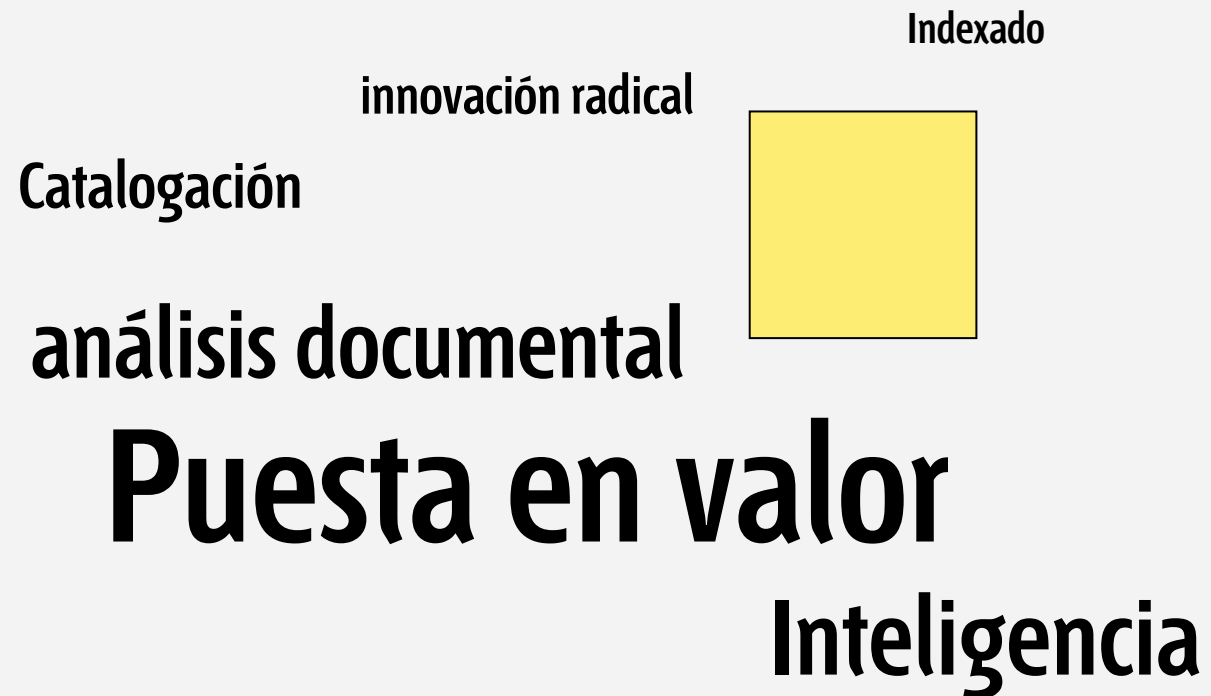 Indexado
innovación radical
Catalogación
análisis documental
Puesta en valor
Inteligencia